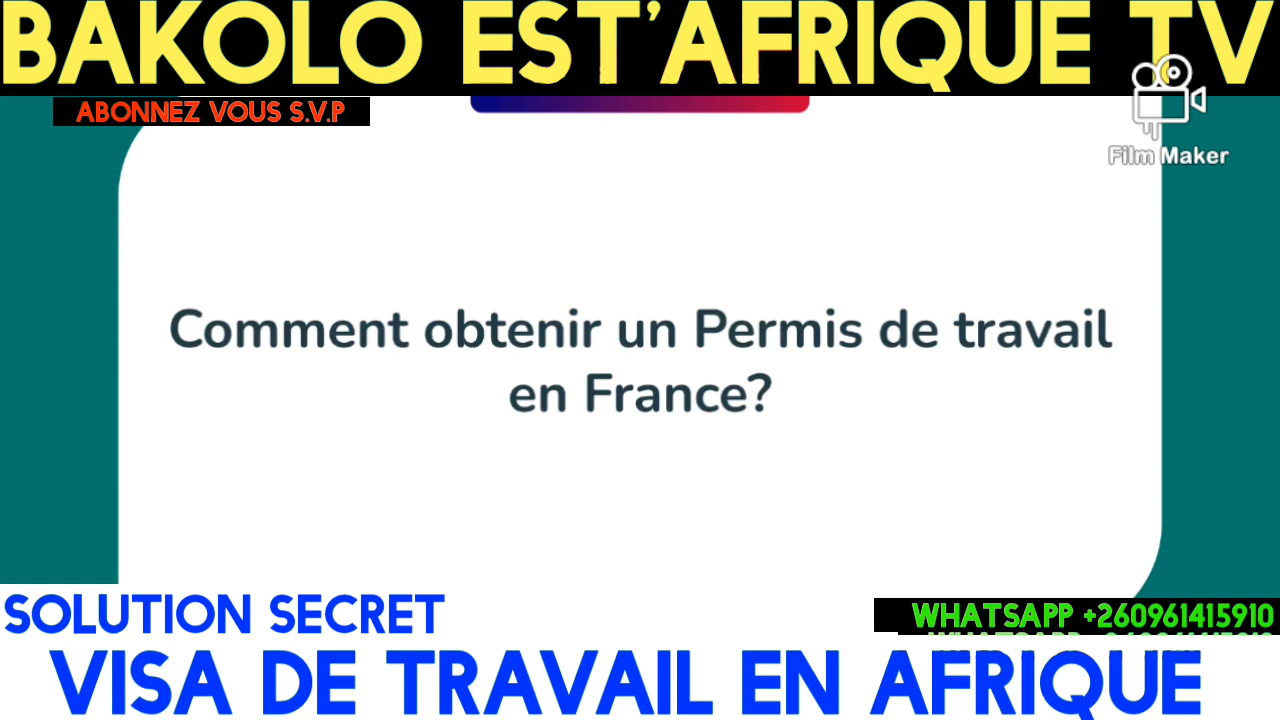 BAKOLO EST'AFRIQUE TV
ABONNEZ VOUS S.V.P
Film Maker
Comment obtenir un Permis de travail
en France?
SOLUTION SECRET
WHATSAPP +260961415910
VISA DE TRAVAIL EN AFRIQUE